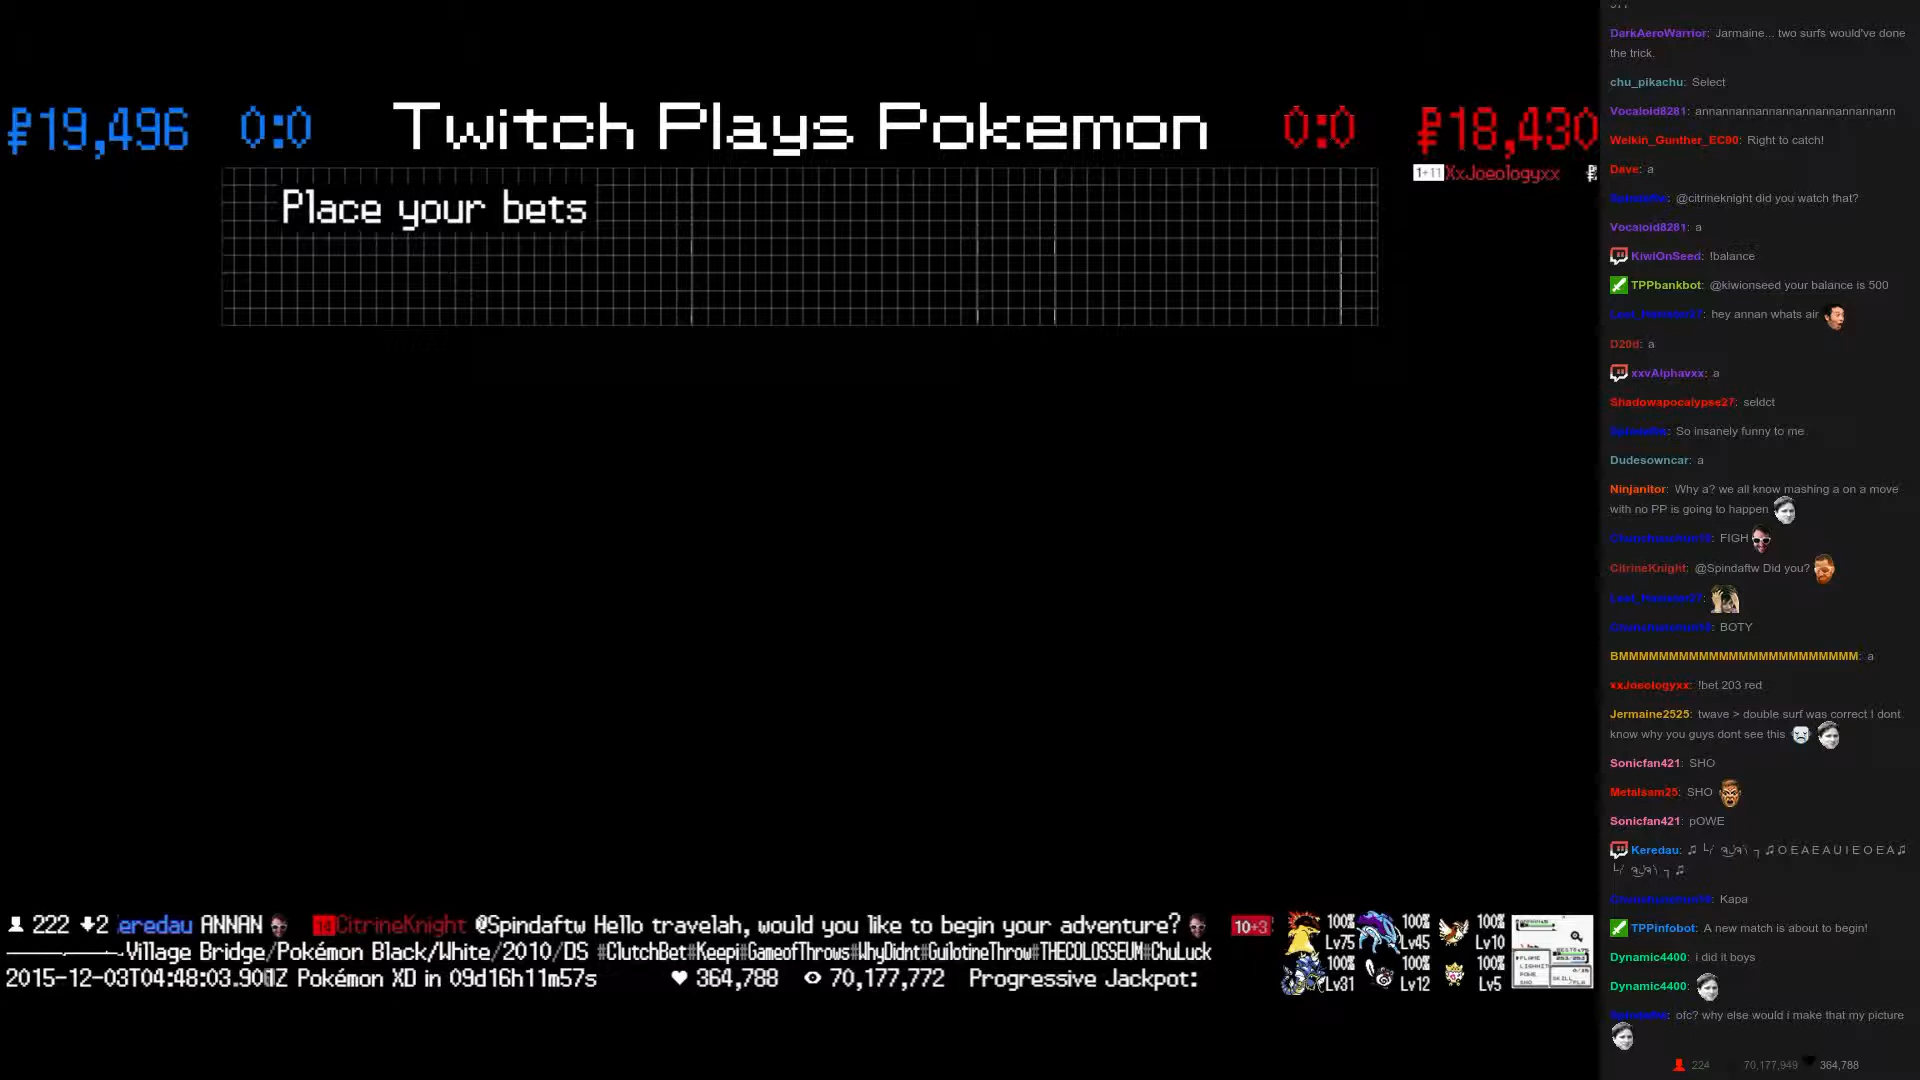 ₽19,496 0:0 Twitch Plays Pokemon 0:0 ₽18,430
1+11 XxJoeologyxx ₽
Place your bets
DarkAeroWarrior: Jarmaine... two surfs would've done
the trick.
chu_pikachu: Select
Vocaloid8281: annannannannannannannannannann
Welkin_Gunther_EC90: Right to catch!
Dave: a
Spindaftw: @citrineknight did you watch that?
Vocaloid8281: a
KiwiOnSeed: !balance
TPPbankbot: @kiwionseed your balance is 500
hey annan whats air
D20d: a
xxvAlphavxx: a
Shadowapocalypse27: seldct
Spindaftw: So insanely funny to me
Dudesowncar: a
Ninjanitor: Why a? we all know mashing a on a move
with no PP is going to happen
FIGH
CitrineKnight: @Spindaftw Did you?
BOTY
BMMMMMMMMMMMMMMMMMMMMMMMM: a
xxJoeologyxx: !bet 203 red
Jermaine2525: twave > double surf was correct I dont
know why you guys dont see this
Sonicfan421: SHO
Metalsam25: SHO
Sonicfan421: pOWE
Keredau: ♫ O E A E A U I E O E A ♫
Kapa
TPPinfobot: A new match is about to begin!
Dynamic4400: i did it boys
Dynamic4400:
Spindaftw: ofc? why else would i make that my picture
224 70,177,949 364,788
222 2 eredau ANNAN 14 CitrineKnight @Spindaftw Hello travelah, would you like to begin your adventure? 10+3
Village Bridge/Pokémon Black/White/2010/DS #ClutchBet#Keepi#GameofThrows#WhyDidnt#GuilotineThrow#THECOLOSSEUM#ChuLuck
2015-12-03T04:48:03.90 Z Pokémon XD in 09d16h11m57s 364,788 70,177,772 Progressive Jackpot:
100% Lv75 100% Lv45 100% Lv10
100% Lv31 100% Lv12 100% Lv5